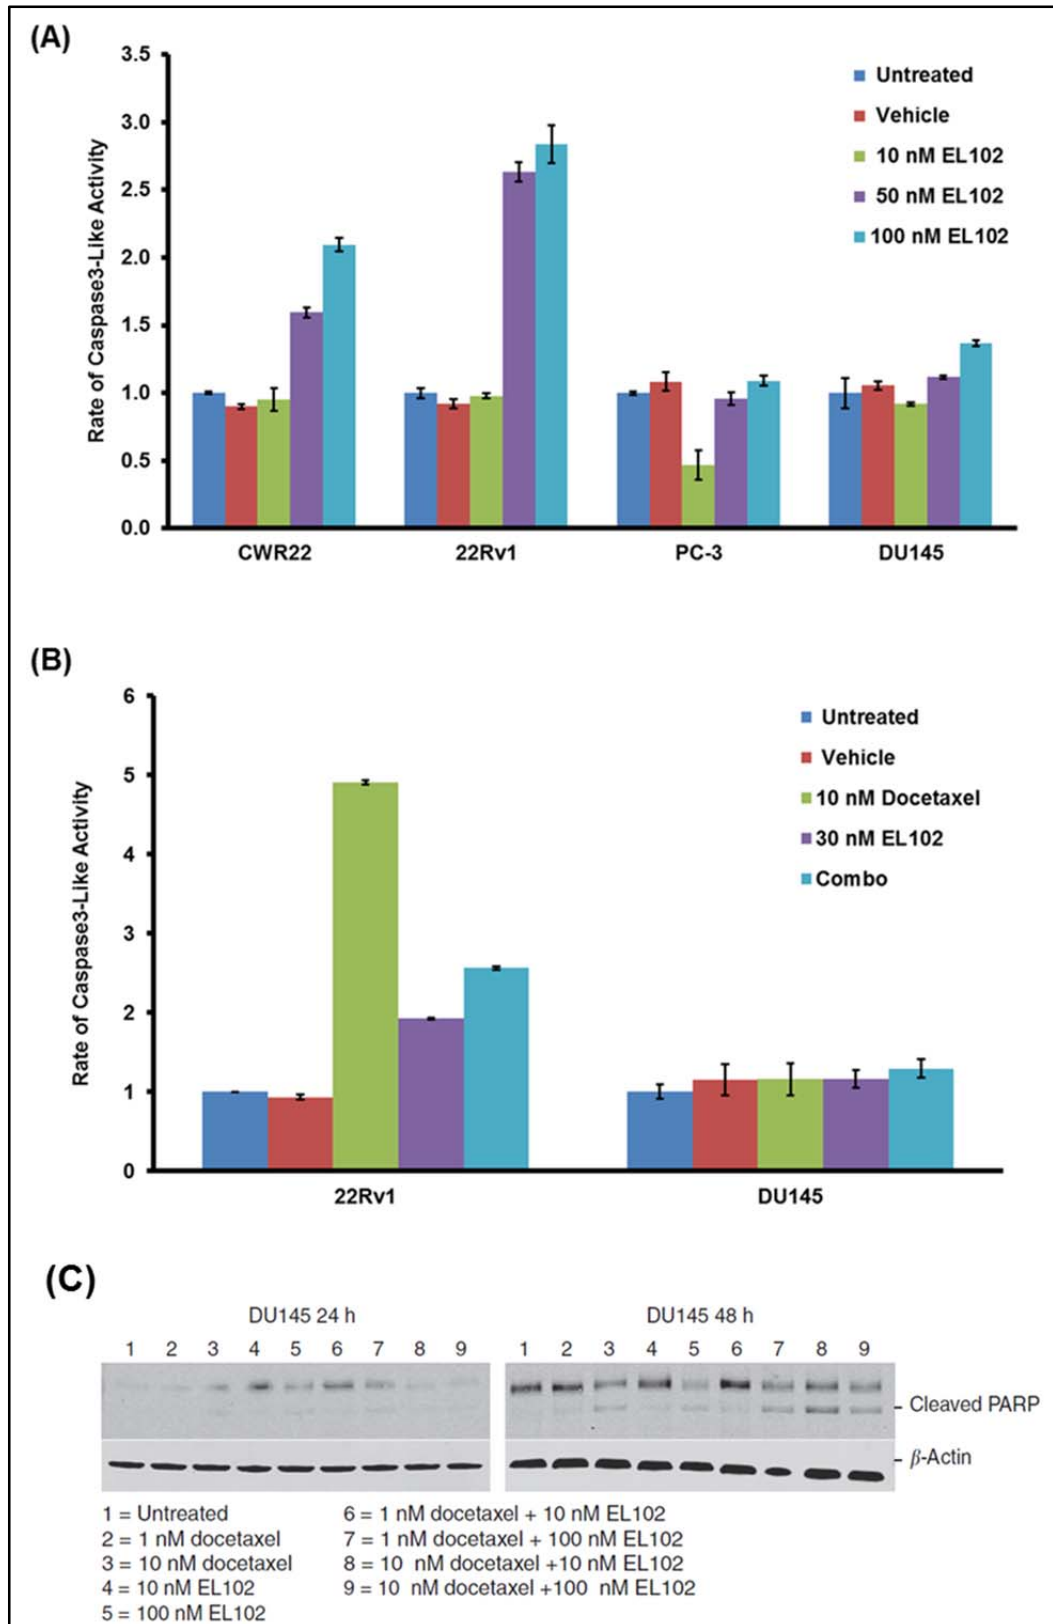 (A)
3.5
3.0
2.5
2.0
1.5
1.0
0.5
0.0
Rate of Caspase3-Like Activity
Untreated
Vehicle
10 nM EL102
50 nM EL102
100 nM EL102
CWR22 22Rv1 PC-3 DU145
(B)
6
5
4
3
2
1
0
Rate of Caspase3-Like Activity
Untreated
Vehicle
10 nM Docetaxel
30 nM EL102
Combo
22Rv1 DU145
(C)
DU145 24 h DU145 48 h
1 2 3 4 5 6 7 8 9 1 2 3 4 5 6 7 8 9
Cleaved PARP
β-Actin
1 = Untreated 6 = 1 nM docetaxel + 10 nM EL102
2 = 1 nM docetaxel 7 = 1 nM docetaxel + 100 nM EL102
3 = 10 nM docetaxel 8 = 10 nM docetaxel +10 nM EL102
4 = 10 nM EL102 9 = 10 nM docetaxel +100 nM EL102
5 = 100 nM EL102